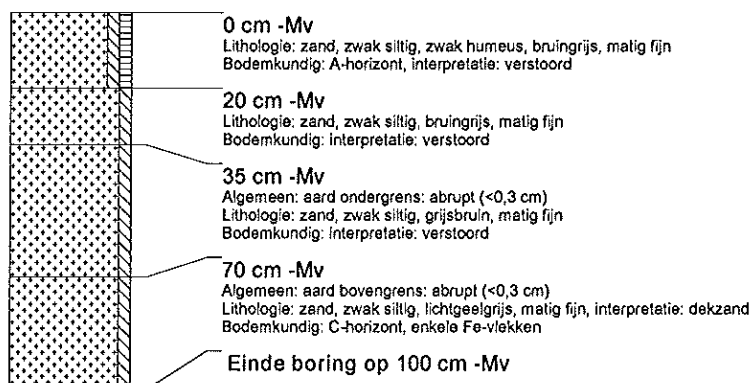 0 cm -Mv
Lithologie: zand, zwak siltig, zwak humeus, bruingrijs, matig fijn
Bodemkundig: A-horizont, interpretatie: verstoord
20 cm -Mv
Lithologie: zand, zwak siltig, bruingrijs, matig fijn
Bodemkundig: interpretatie: verstoord
35 cm -Mv
Algemeen: aard ondergrens: abrupt (<0,3 cm)
Lithologie: zand, zwak siltig, grijsbruin, matig fijn
Bodemkundig: interpretatie: verstoord
70 cm -Mv
Algemeen: aard bovengrens: abrupt (<0,3 cm)
Lithologie: zand, zwak siltig, lichtgeelgrijs, matig fijn, interpretatie: dekzand
Bodemkundig: C-horizont, enkele Fe-vlekken
Einde boring op 100 cm -Mv